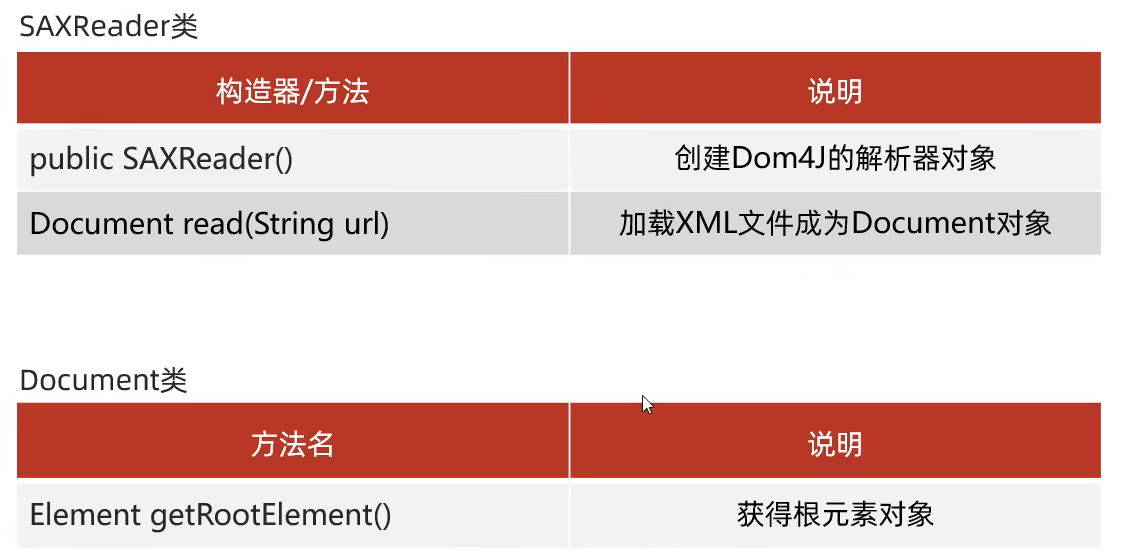 SAXReader类
构造器/方法 说明
public SAXReader() 创建Dom4J的解析器对象
Document read(String url) 加载XML文件成为Document对象
Document类
方法名 说明
Element getRootElement() 获得根元素对象